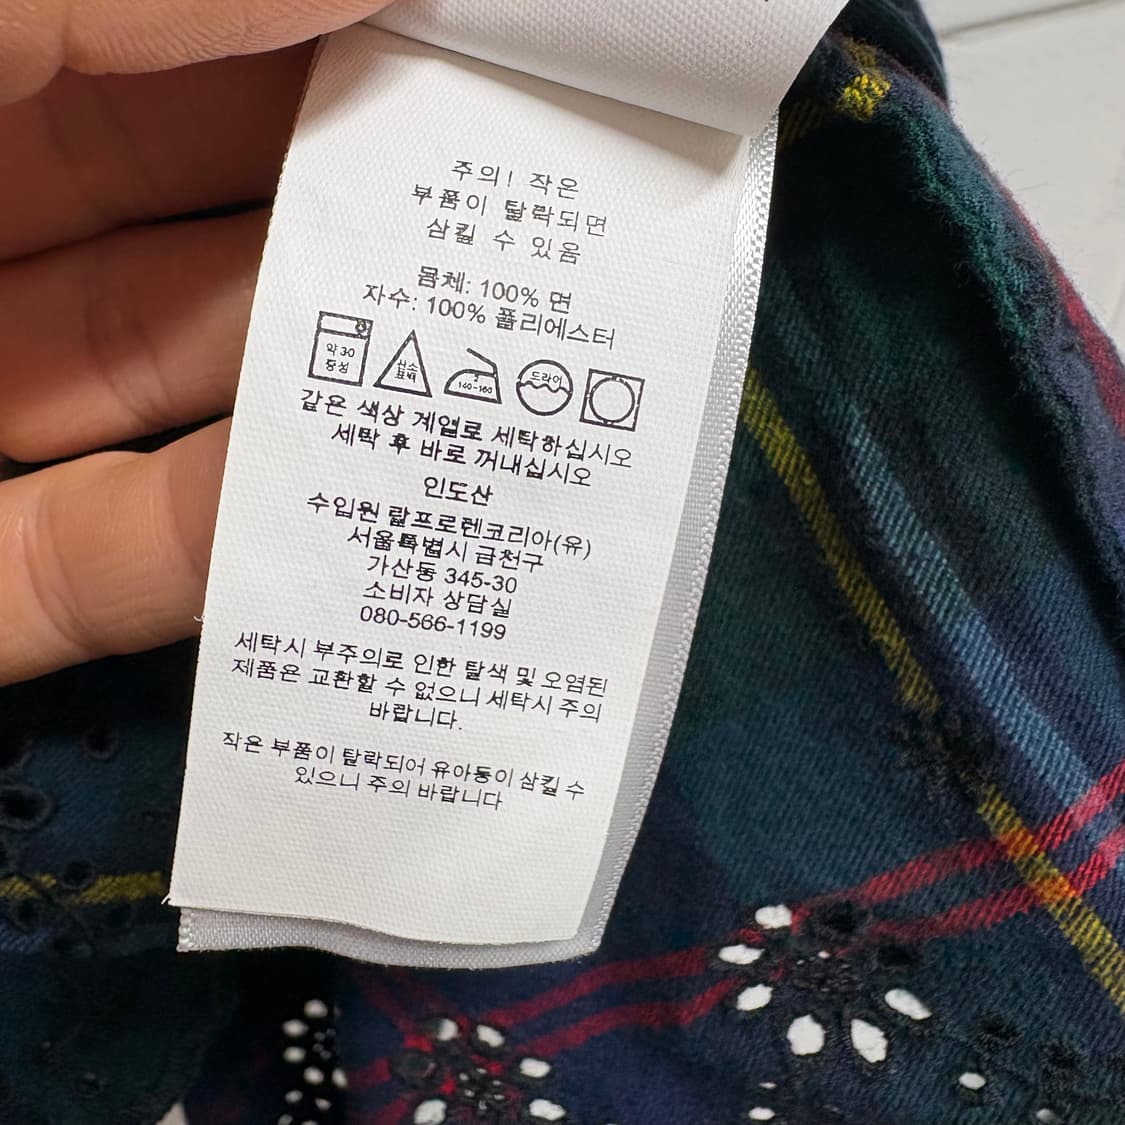 주의! 작은
부품이 탈락되면
삼킬 수 있음
몸체: 100% 면
자수: 100% 폴리에스터
약 30
중성
산소
표백
2
140-160
드라이
같은 색상 계열로 세탁하십시오
세탁 후 바로 꺼내십시오
인도산
수입원 랄프로렌코리아(유)
서울특별시 금천구
가산동 345-30
소비자 상담실
080-566-1199
세탁시 부주의로 인한 탈색 및 오염된
제품은 교환할 수 없으니 세탁시 주의
바랍니다.
작은 부품이 탈락되어 유아동이 삼킬 수
있으니 주의 바랍니다